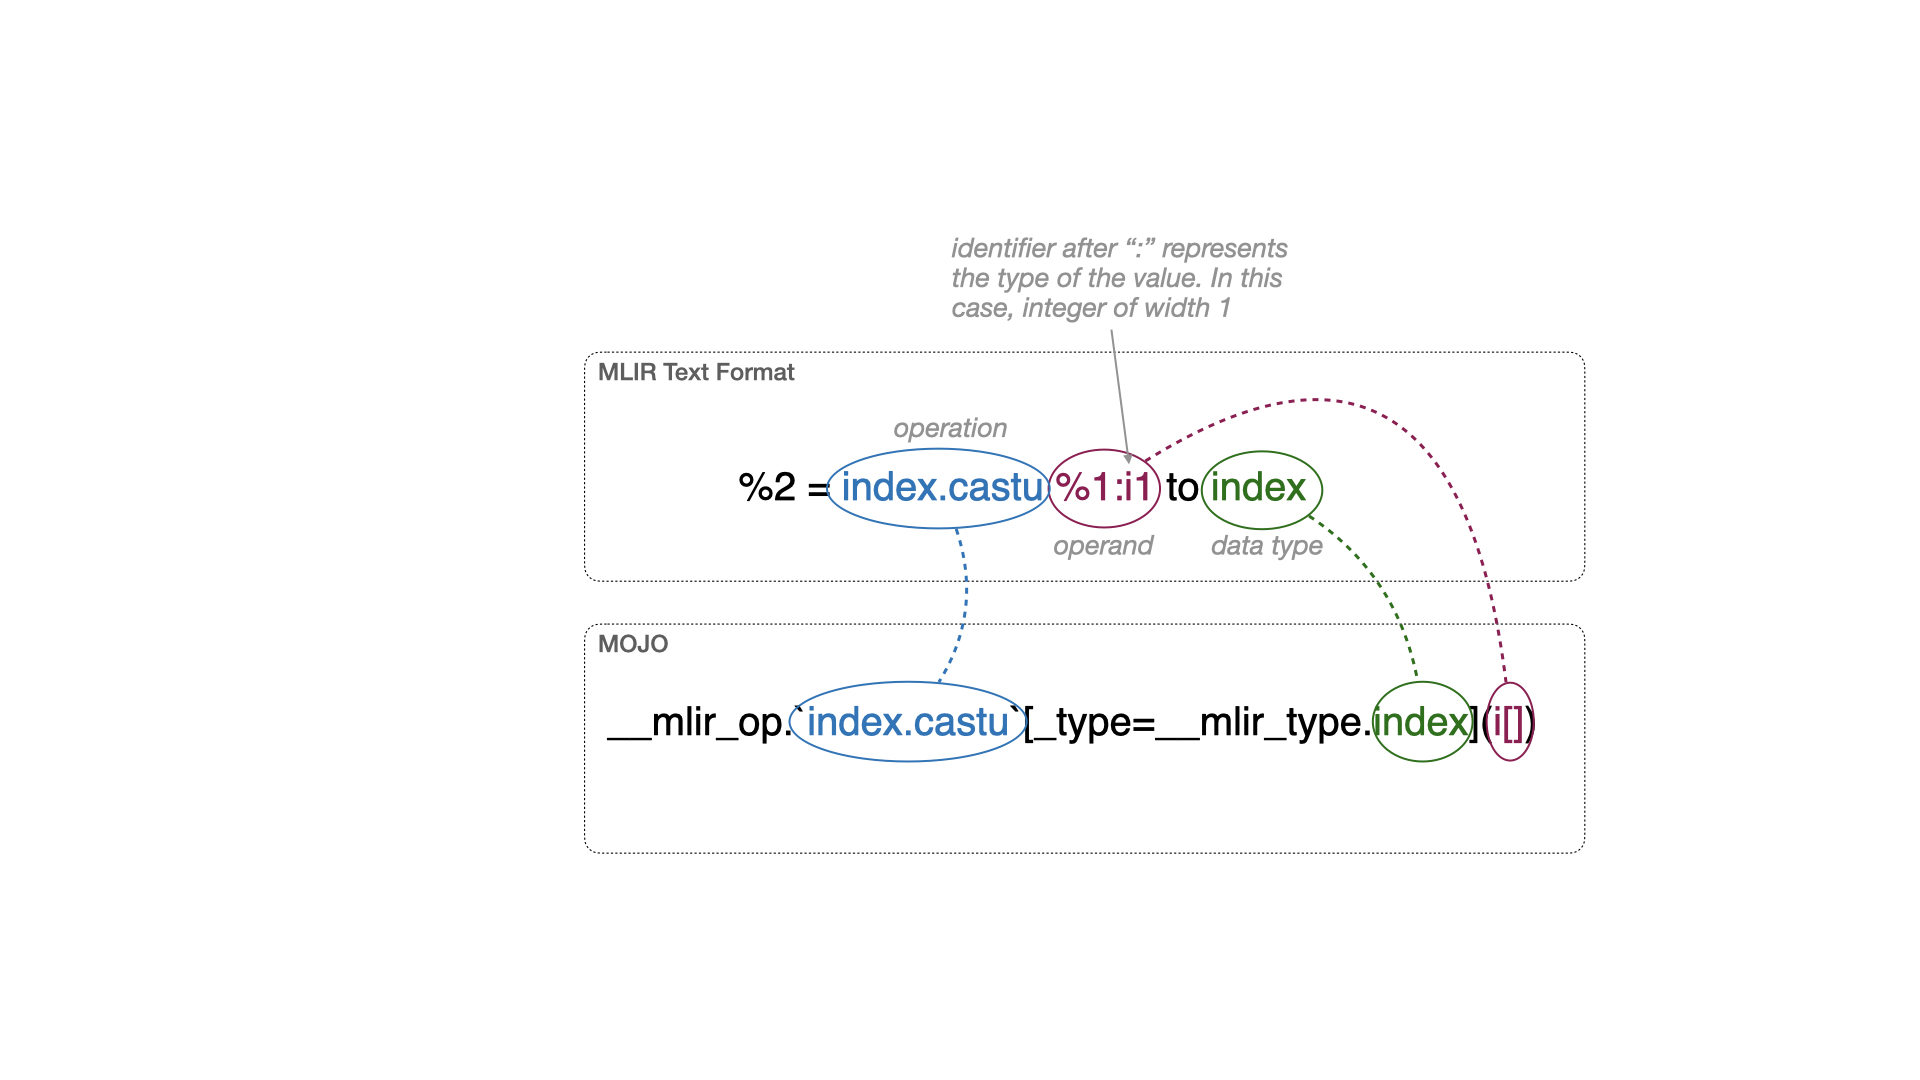 identifier after “:” represents
the type of the value. In this
case, integer of width 1
MLIR Text Format
operation
%2 = index.castu %1:i1 to index
operand data type
MOJO
__mlir_op.`index.castu`[_type=__mlir_type.index](i[])